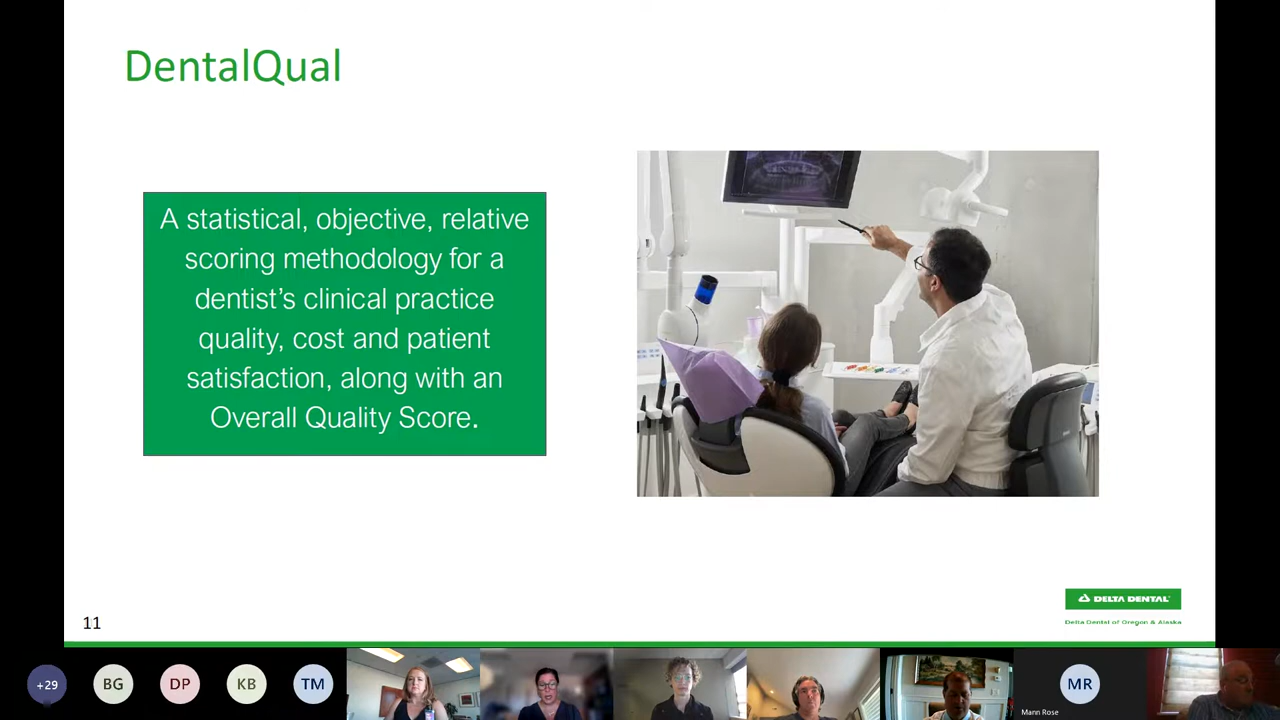 DentalQual
A statistical, objective, relative
scoring methodology for a
dentist's clinical practice
quality, cost and patient
satisfaction, along with an
Overall Quality Score.
DELTA DENTAL
Delta Dental of Oregon & Alaska
11
+29
BG
DP
KB
TM
MR
Mann Rose